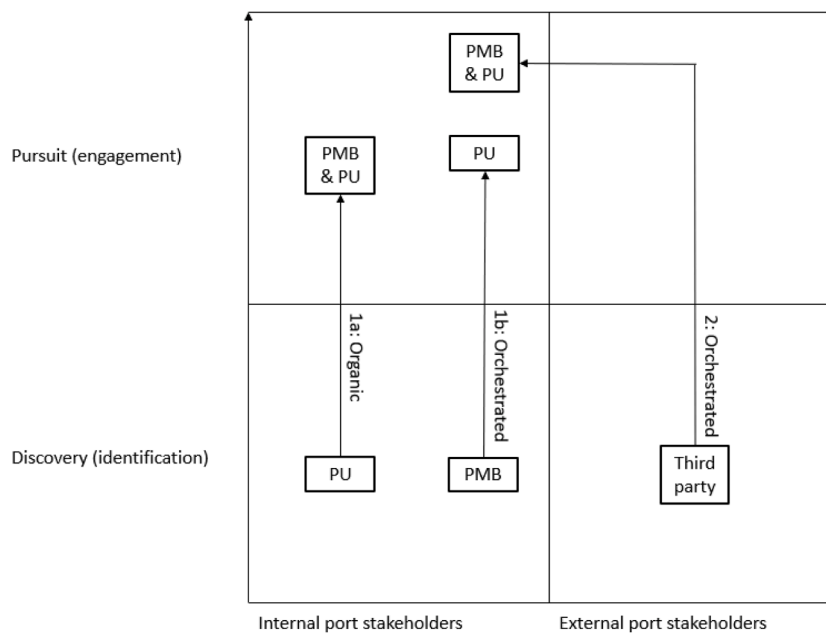 PMB
& PU
Pursuit (engagement)
PMB
& PU
PU
1a: Organic
1b: Orchestrated
2: Orchestrated
Discovery (identification)
PU
PMB
Third
party
Internal port stakeholders
External port stakeholders